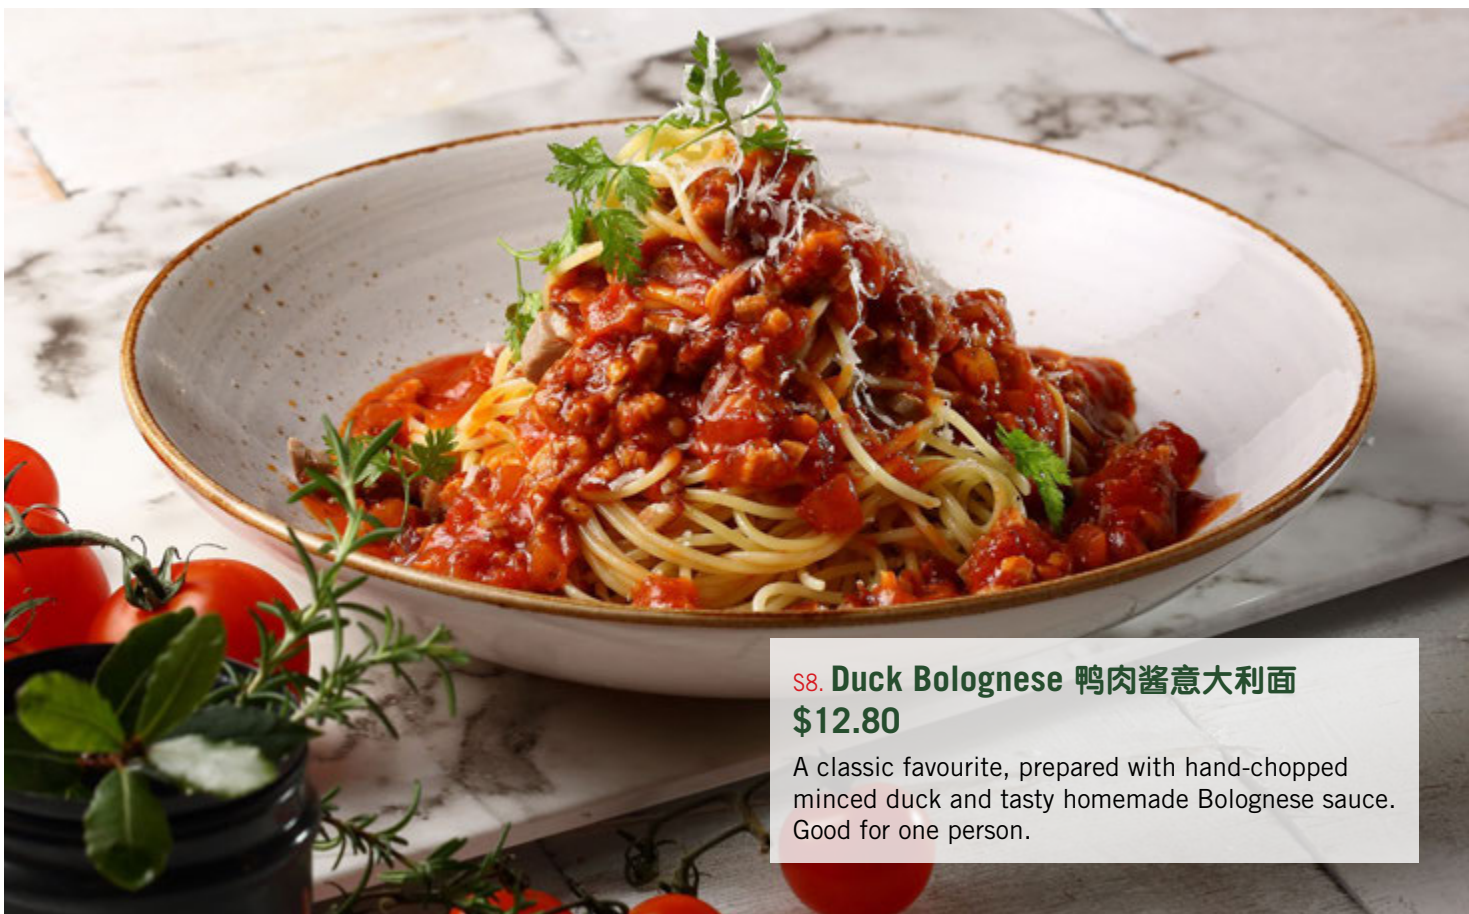 S8. Duck Bolognese 鸭肉酱意大利面
$12.80
A classic favourite, prepared with hand-chopped
minced duck and tasty homemade Bolognese sauce.
Good for one person.